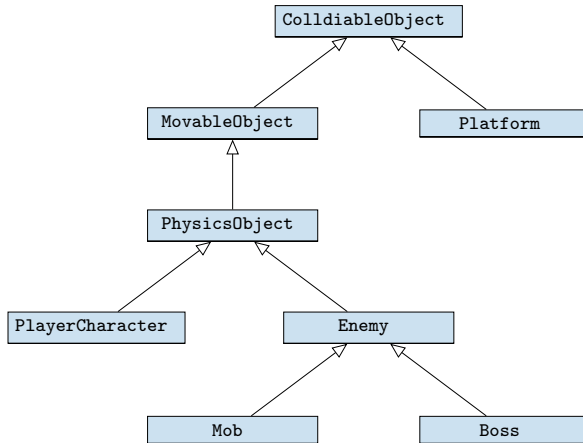 ColldiableObject
MovableObject
Platform
PhysicsObject
PlayerCharacter
Enemy
Mob
Boss